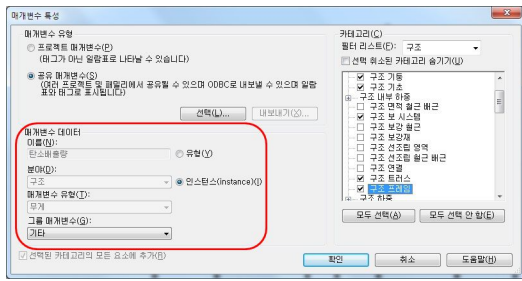 매개변수 특성
매개변수 유형
프로젝트 매개변수(P)
(태그가 아닌 일람표로 나타날 수 있습니다)
공유 매개변수(S)
(여러 프로젝트 및 패밀리에서 공유될 수 있으며 ODBC로 내보낼 수 있으며 일람
표와 태그로 표시됩니다)
선택(L)...
내보내기(X)...
매개변수 데이터
이름(N):
탄소배출량
유형(Y)
분야(D):
구조
인스턴스(instance)(I)
매개변수 유형(T):
무게
그룹 매개변수(G):
기타
선택된 카테고리의 모든 요소에 추가(R)
카테고리(C)
필터 리스트(F):
구조
선택 취소된 카테고리 숨기기(U)
구조 기둥
구조 기초
구조 내부 하중
구조 면적 철근 배근
구조 보 시스템
구조 보강 철근
구조 보강재
구조 선조립 영역
구조 선조립 철근 배근
구조 연결
구조 트러스
구조 프레임
구조 하중
모두 선택(A)
모두 선택 안 함(E)
확인
취소
도움말(H)